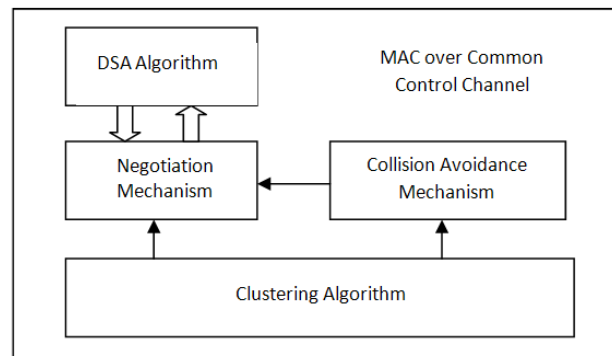 DSA Algorithm
MAC over Common
Control Channel
Negotiation
Mechanism
Collision Avoidance
Mechanism
Clustering Algorithm